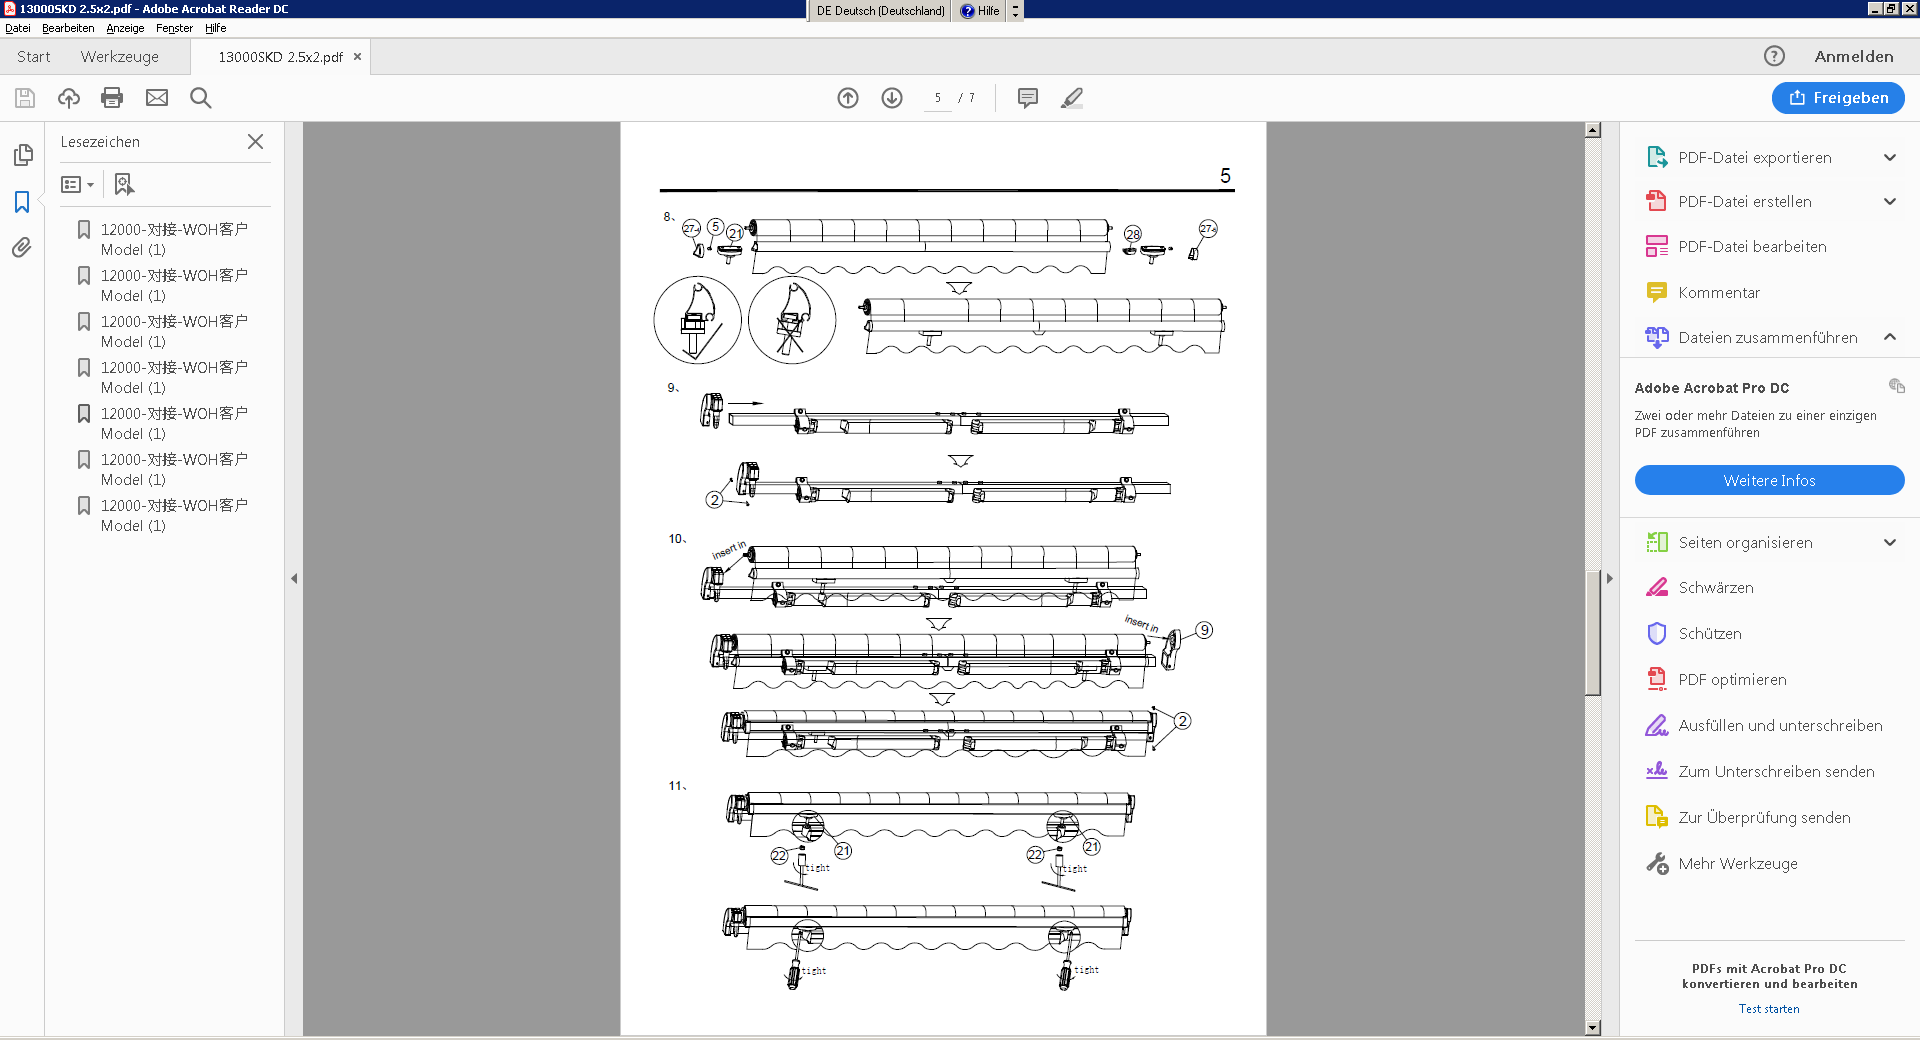 13000SKD 2.5x2.pdf - Adobe Acrobat Reader DC
DE Deutsch (Deutschland)
Hilfe
Datei Bearbeiten Anzeige Fenster Hilfe
Start Werkzeuge 13000SKD 2.5x2.pdf ×
Anmelden
5 / 7
Freigeben
Lesezeichen
12000-对接-WOH客户
Model (1)
12000-对接-WOH客户
Model (1)
12000-对接-WOH客户
Model (1)
12000-对接-WOH客户
Model (1)
12000-对接-WOH客户
Model (1)
12000-对接-WOH客户
Model (1)
12000-对接-WOH客户
Model (1)
5
8、
5
21
28
9、
2
10、
insert in
insert in
9
2
11、
22
21
tight
22
21
tight
tight
tight
PDF-Datei exportieren
PDF-Datei erstellen
PDF-Datei bearbeiten
Kommentar
Dateien zusammenführen
Adobe Acrobat Pro DC
Zwei oder mehr Dateien zu einer einzigen
PDF zusammenführen
Weitere Infos
Seiten organisieren
Schwärzen
Schützen
PDF optimieren
Ausfüllen und unterschreiben
Zum Unterschreiben senden
Zur Überprüfung senden
Mehr Werkzeuge
PDFs mit Acrobat Pro DC
konvertieren und bearbeiten
Test starten